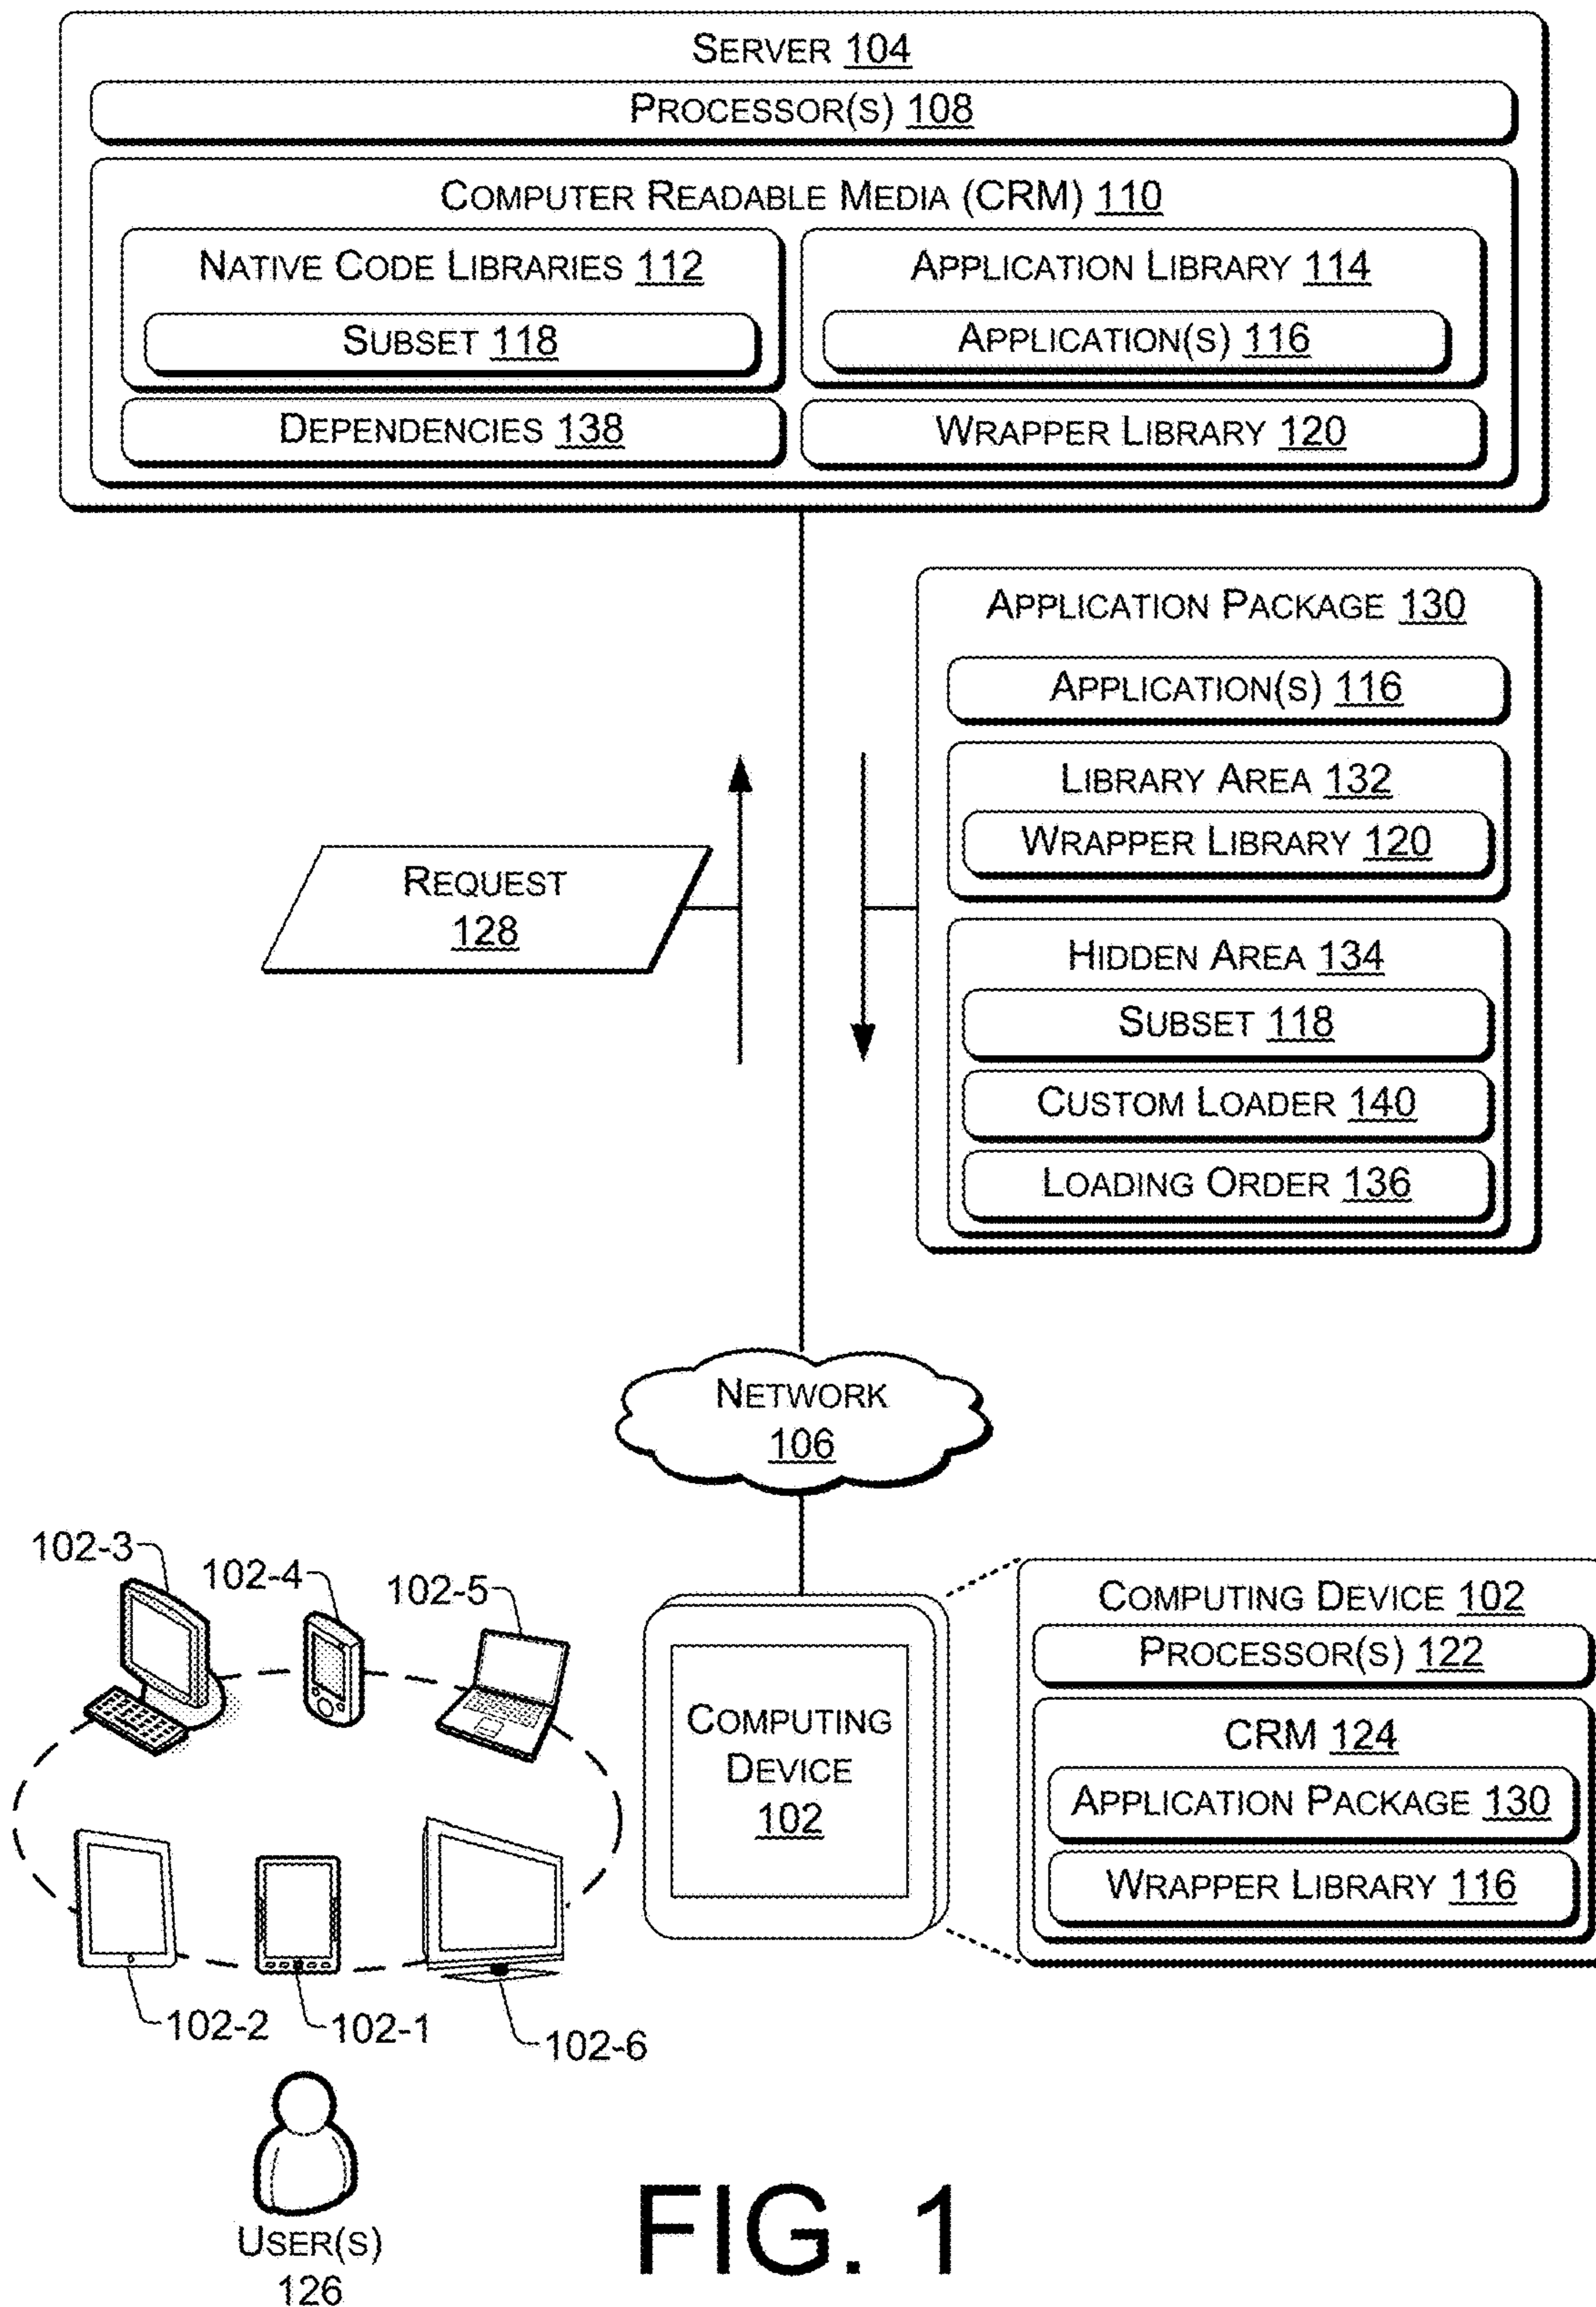 SERVER 104
PROCESSOR(S) 108
COMPUTER READABLE MEDIA (CRM) 110
NATIVE CODE LIBRARIES 112
SUBSET 118
DEPENDENCIES 138
APPLICATION LIBRARY 114
APPLICATION(S) 116
WRAPPER LIBRARY 120
APPLICATION PACKAGE 130
APPLICATION(S) 116
LIBRARY AREA 132
WRAPPER LIBRARY 120
HIDDEN AREA 134
SUBSET 118
CUSTOM LOADER 140
LOADING ORDER 136
REQUEST
128
NETWORK
106
102-3
102-4
102-5
102-2
102-1
102-6
COMPUTING
DEVICE
102
COMPUTING DEVICE 102
PROCESSOR(S) 122
CRM 124
APPLICATION PACKAGE 130
WRAPPER LIBRARY 116
USER(S)
126
FIG. 1